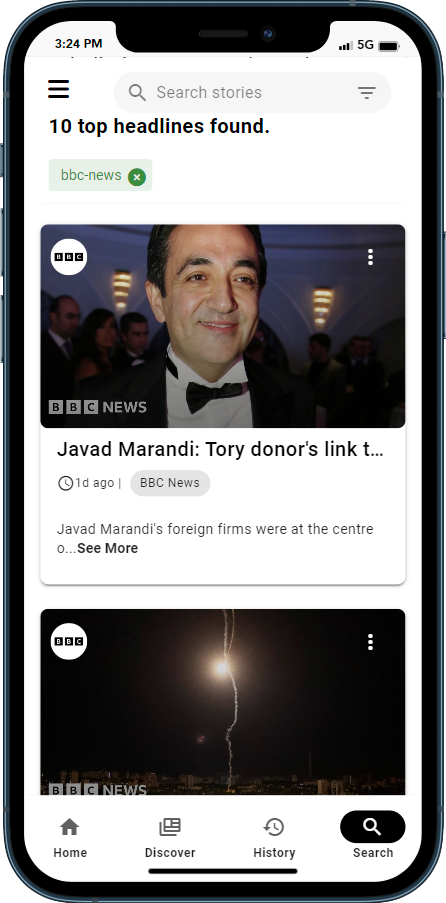 3:24 PM
5G
Search stories
10 top headlines found.
bbc-news
BBC
BBC NEWS
Javad Marandi: Tory donor's link t...
1d ago |
BBC News
Javad Marandi's foreign firms were at the centre
o...See More
BBC
BBC NEWS
Home
Discover
History
Search